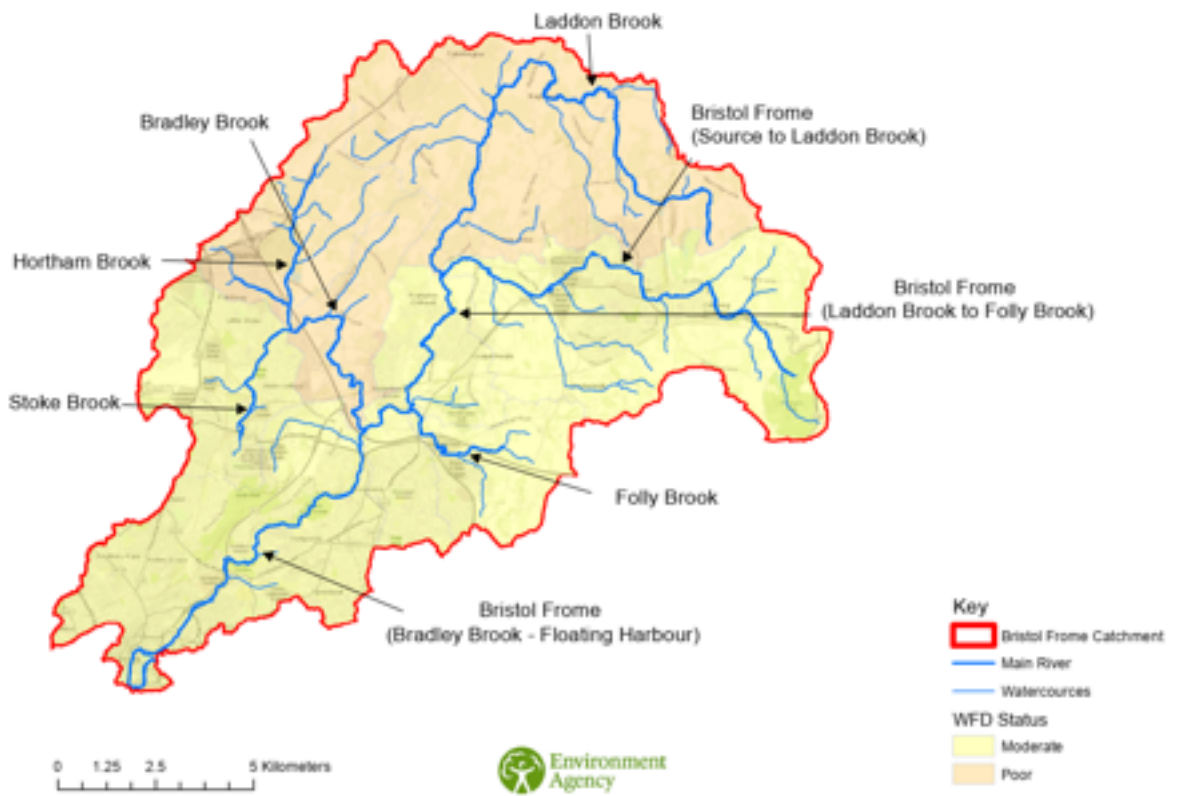 Laddon Brook
Bristol Frome
(Source to Laddon Brook)
Bradley Brook
Hortham Brook
Bristol Frome
(Laddon Brook to Folly Brook)
Stoke Brook
Folly Brook
Bristol Frome
(Bradley Brook - Floating Harbour)
Key
Bristol Frome Catchment
Main River
Watercources
WFD Status
Moderate
Poor
0 1.25 2.5 5 Kilometers
Environment
Agency